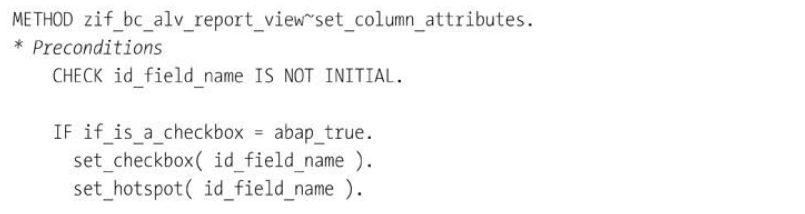 METHOD zif_bc_alv_report_view~set_column_attributes.
* Preconditions
CHECK id_field_name IS NOT INITIAL.
IF if_is_a_checkbox = abap_true.
set_checkbox( id_field_name ).
set_hotspot( id_field_name ).